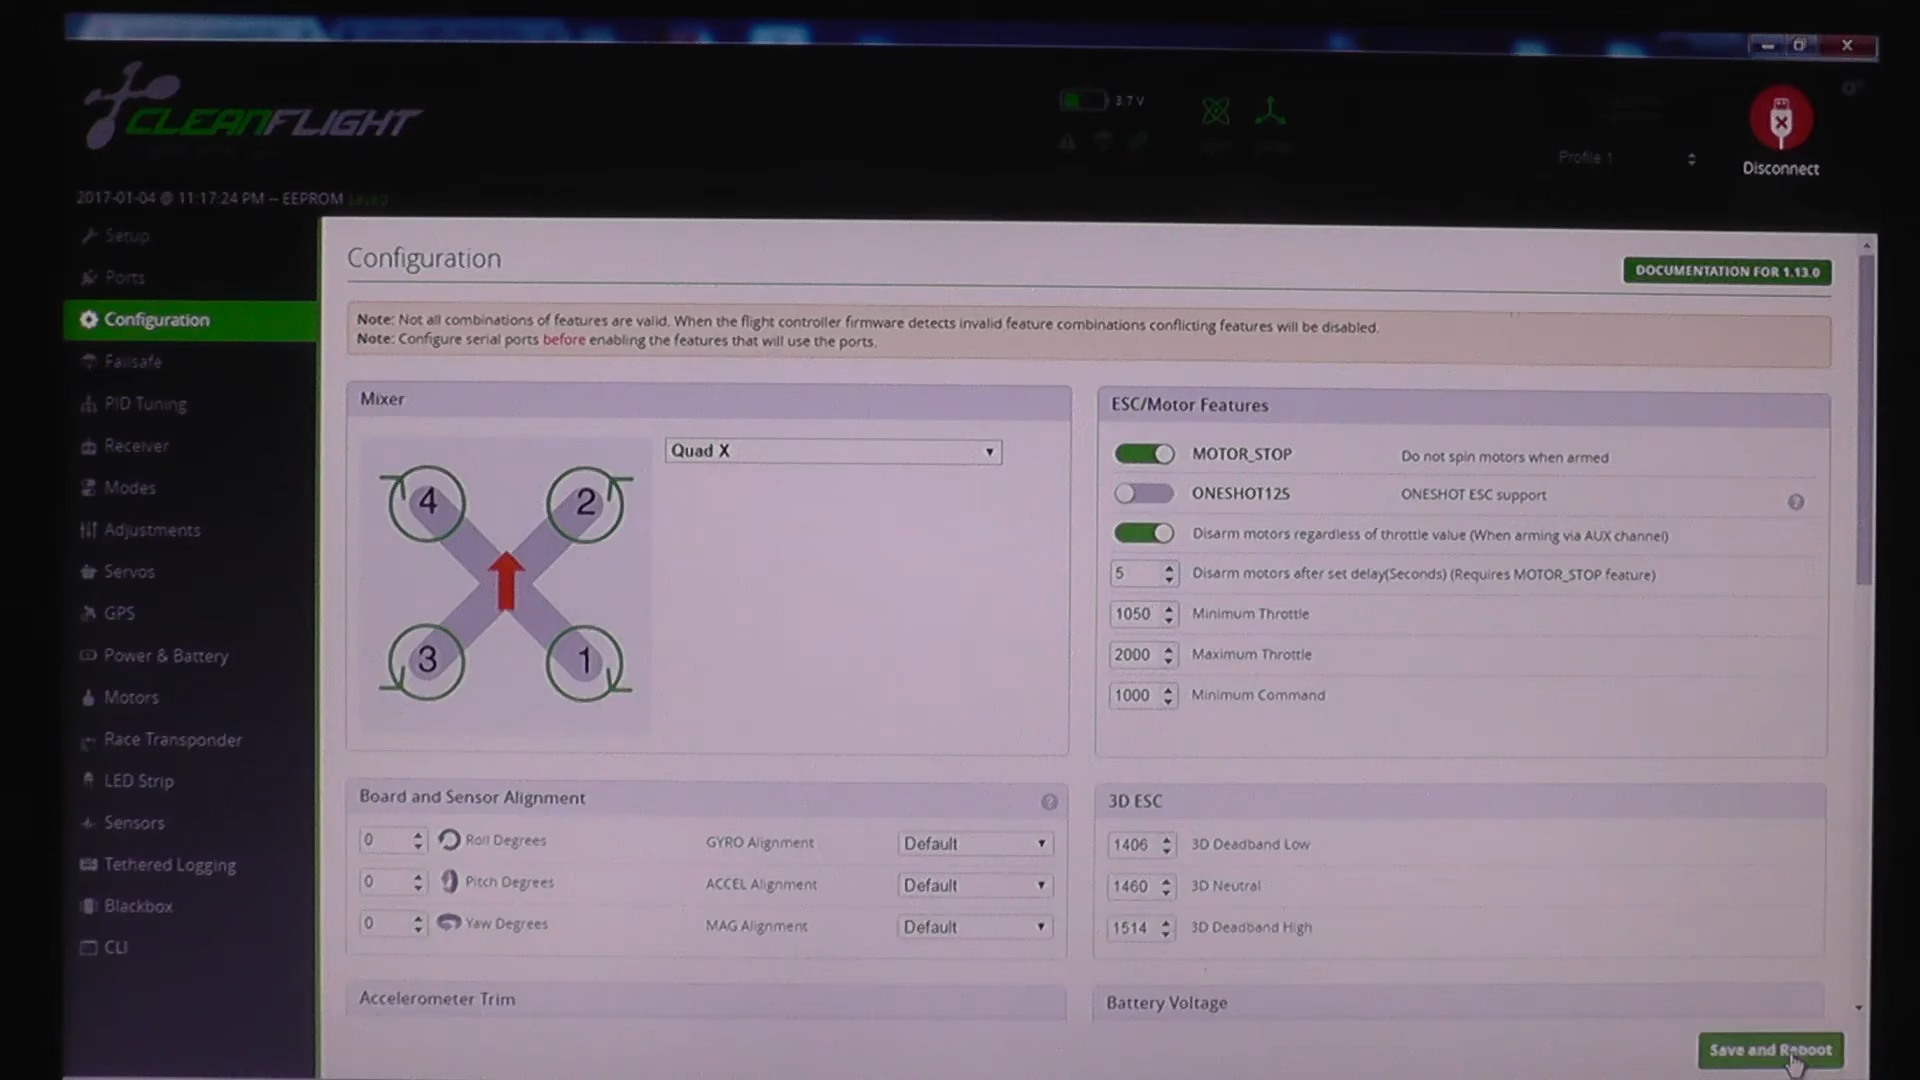 CLEANFLIGHT
3.7 V
Profile 1
Disconnect
2017-01-04 @ 11:17:24 PM -- EEPROM saved
Setup
Ports
Configuration
Failsafe
PID Tuning
Receiver
Modes
Adjustments
Servos
GPS
Power & Battery
Motors
Race Transponder
LED Strip
Sensors
Tethered Logging
Blackbox
CLI
Configuration
DOCUMENTATION FOR 1.13.0
Note: Not all combinations of features are valid. When the flight controller firmware detects invalid feature combinations conflicting features will be disabled.
Note: Configure serial ports before enabling the features that will use the ports.
Mixer
Quad X
4
2
3
1
ESC/Motor Features
MOTOR_STOP Do not spin motors when armed
ONESHOT125 ONESHOT ESC support
Disarm motors regardless of throttle value (When arming via AUX channel)
5 Disarm motors after set delay(Seconds) (Requires MOTOR_STOP feature)
1050 Minimum Throttle
2000 Maximum Throttle
1000 Minimum Command
Board and Sensor Alignment
0 Roll Degrees GYRO Alignment Default
0 Pitch Degrees ACCEL Alignment Default
0 Yaw Degrees MAG Alignment Default
3D ESC
1406 3D Deadband Low
1460 3D Neutral
1514 3D Deadband High
Accelerometer Trim
Battery Voltage
Save and Reboot